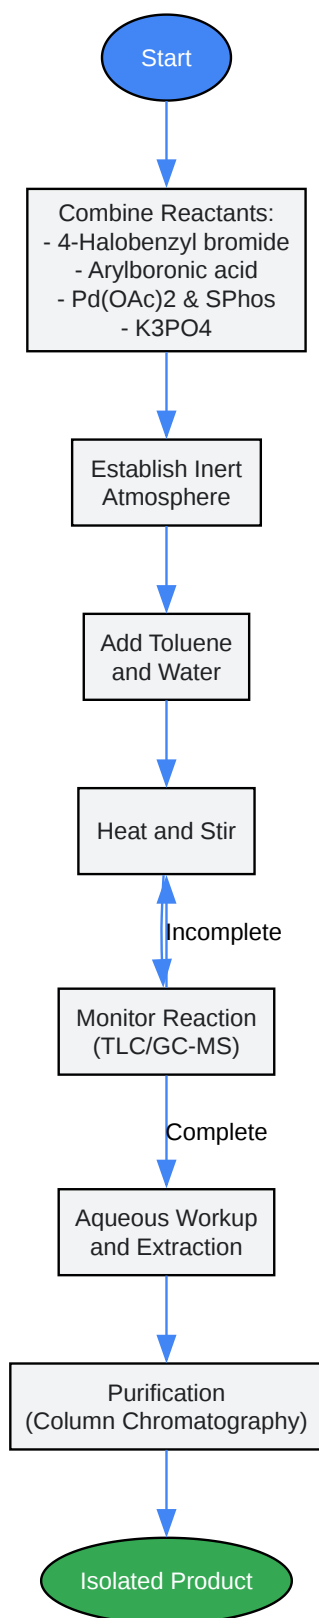 Start
Combine Reactants:
- 4-Halobenzyl bromide
- Arylboronic acid
- Pd(OAc)2 & SPhos
- K3PO4
Establish Inert
Atmosphere
Add Toluene
and Water
Heat and Stir
Incomplete
Monitor Reaction
(TLC/GC-MS)
Complete
Aqueous Workup
and Extraction
Purification
(Column Chromatography)
Isolated Product